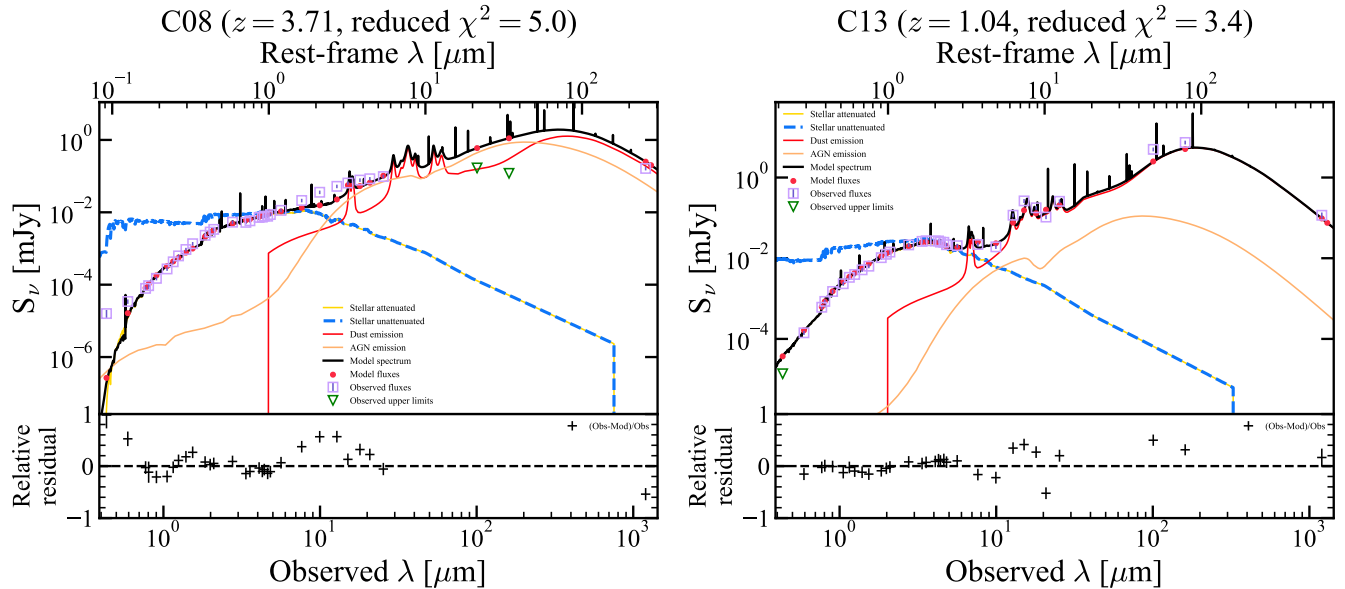 C08 (z = 3.71, reduced χ² = 5.0)
Rest-frame λ [μm]
10⁻¹ 10⁰ 10¹ 10²
S_ν [mJy]
10⁰
10⁻²
10⁻⁴
10⁻⁶
Stellar attenuated
Stellar unattenuated
Dust emission
AGN emission
Model spectrum
Model fluxes
Observed fluxes
Observed upper limits
Relative residual
1
0
−1
(Obs-Mod)/Obs
10⁰ 10¹ 10² 10³
Observed λ [μm]
C13 (z = 1.04, reduced χ² = 3.4)
Rest-frame λ [μm]
10⁰ 10¹ 10²
S_ν [mJy]
10⁰
10⁻²
10⁻⁴
Stellar attenuated
Stellar unattenuated
Dust emission
AGN emission
Model spectrum
Model fluxes
Observed fluxes
Observed upper limits
Relative residual
1
0
−1
(Obs-Mod)/Obs
10⁰ 10¹ 10² 10³
Observed λ [μm]